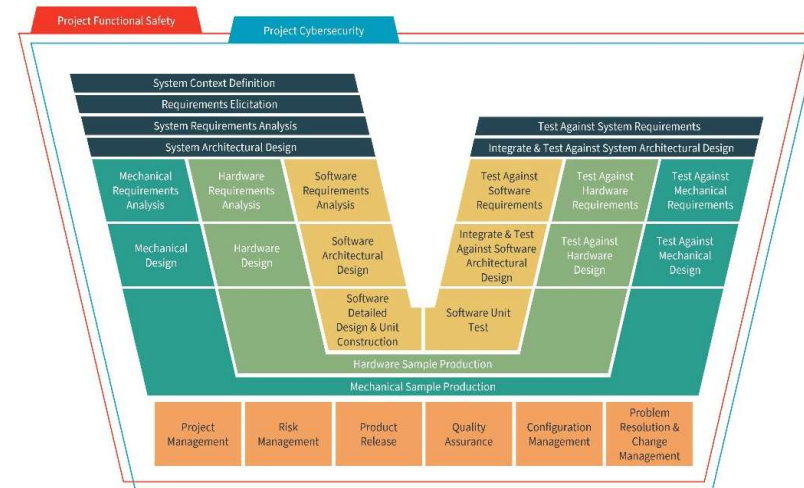 Project Functional Safety
Project Cybersecurity
System Context Definition
Requirements Elicitation
System Requirements Analysis
System Architectural Design
Test Against System Requirements
Integrate & Test Against System Architectural Design
Mechanical
Requirements
Analysis
Hardware
Requirements
Analysis
Software
Requirements
Analysis
Test Against
Software
Requirements
Test Against
Hardware
Requirements
Test Against
Mechanical
Requirements
Mechanical
Design
Hardware
Design
Software
Architectural
Design
Integrate & Test
Against Software
Architectural
Design
Test Against
Hardware
Design
Test Against
Mechanical
Design
Software
Detailed
Design & Unit
Construction
Software Unit
Test
Hardware Sample Production
Mechanical Sample Production
Project
Management
Risk
Management
Product
Release
Quality
Assurance
Configuration
Management
Problem
Resolution &
Change
Management